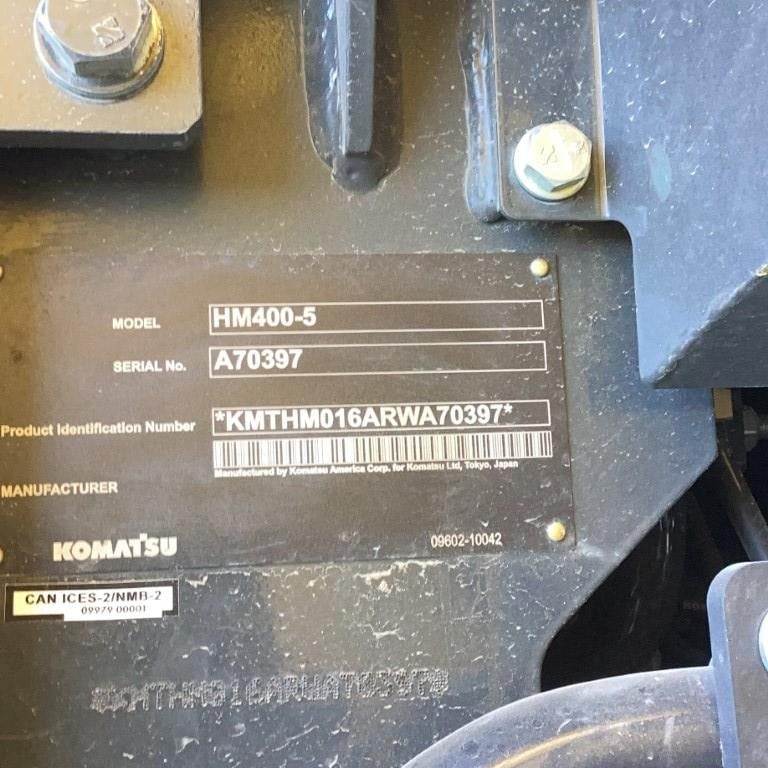 MODEL HM400-5
SERIAL No. A70397
Product Identification Number *KMTHM016ARWA70397*
Manufactured by Komatsu America Corp. for Komatsu Ltd, Tokyo, Japan
MANUFACTURER
KOMATSU 09602-10042
CAN ICES-2/NMB-2
09979 00001
*KMTHM016ARWA70397*